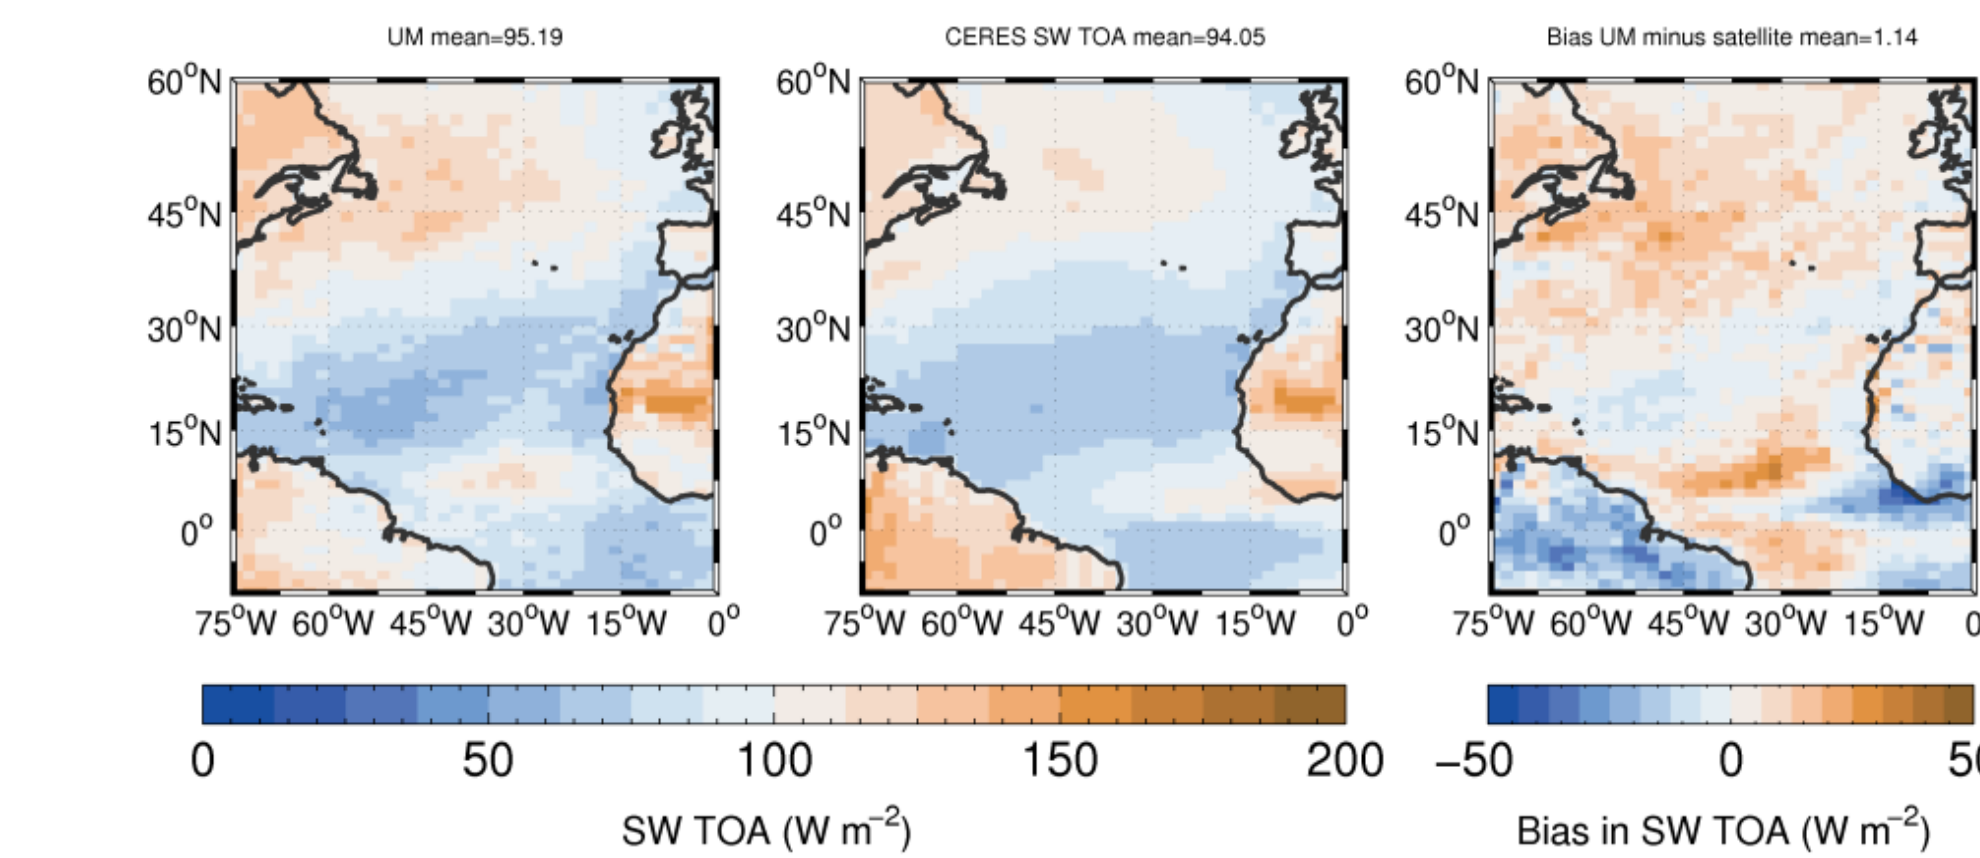 UM mean=95.19 CERES SW TOA mean=94.05 Bias UM minus satellite mean=1.14
60°N 60°N 60°N
45°N 45°N 45°N
30°N 30°N 30°N
15°N 15°N 15°N
0° 0° 0°
75°W 60°W 45°W 30°W 15°W 0° 75°W 60°W 45°W 30°W 15°W 0° 75°W 60°W 45°W 30°W 15°W 0
0 50 100 150 200 −50 0 50
SW TOA (W m⁻²) Bias in SW TOA (W m⁻²)